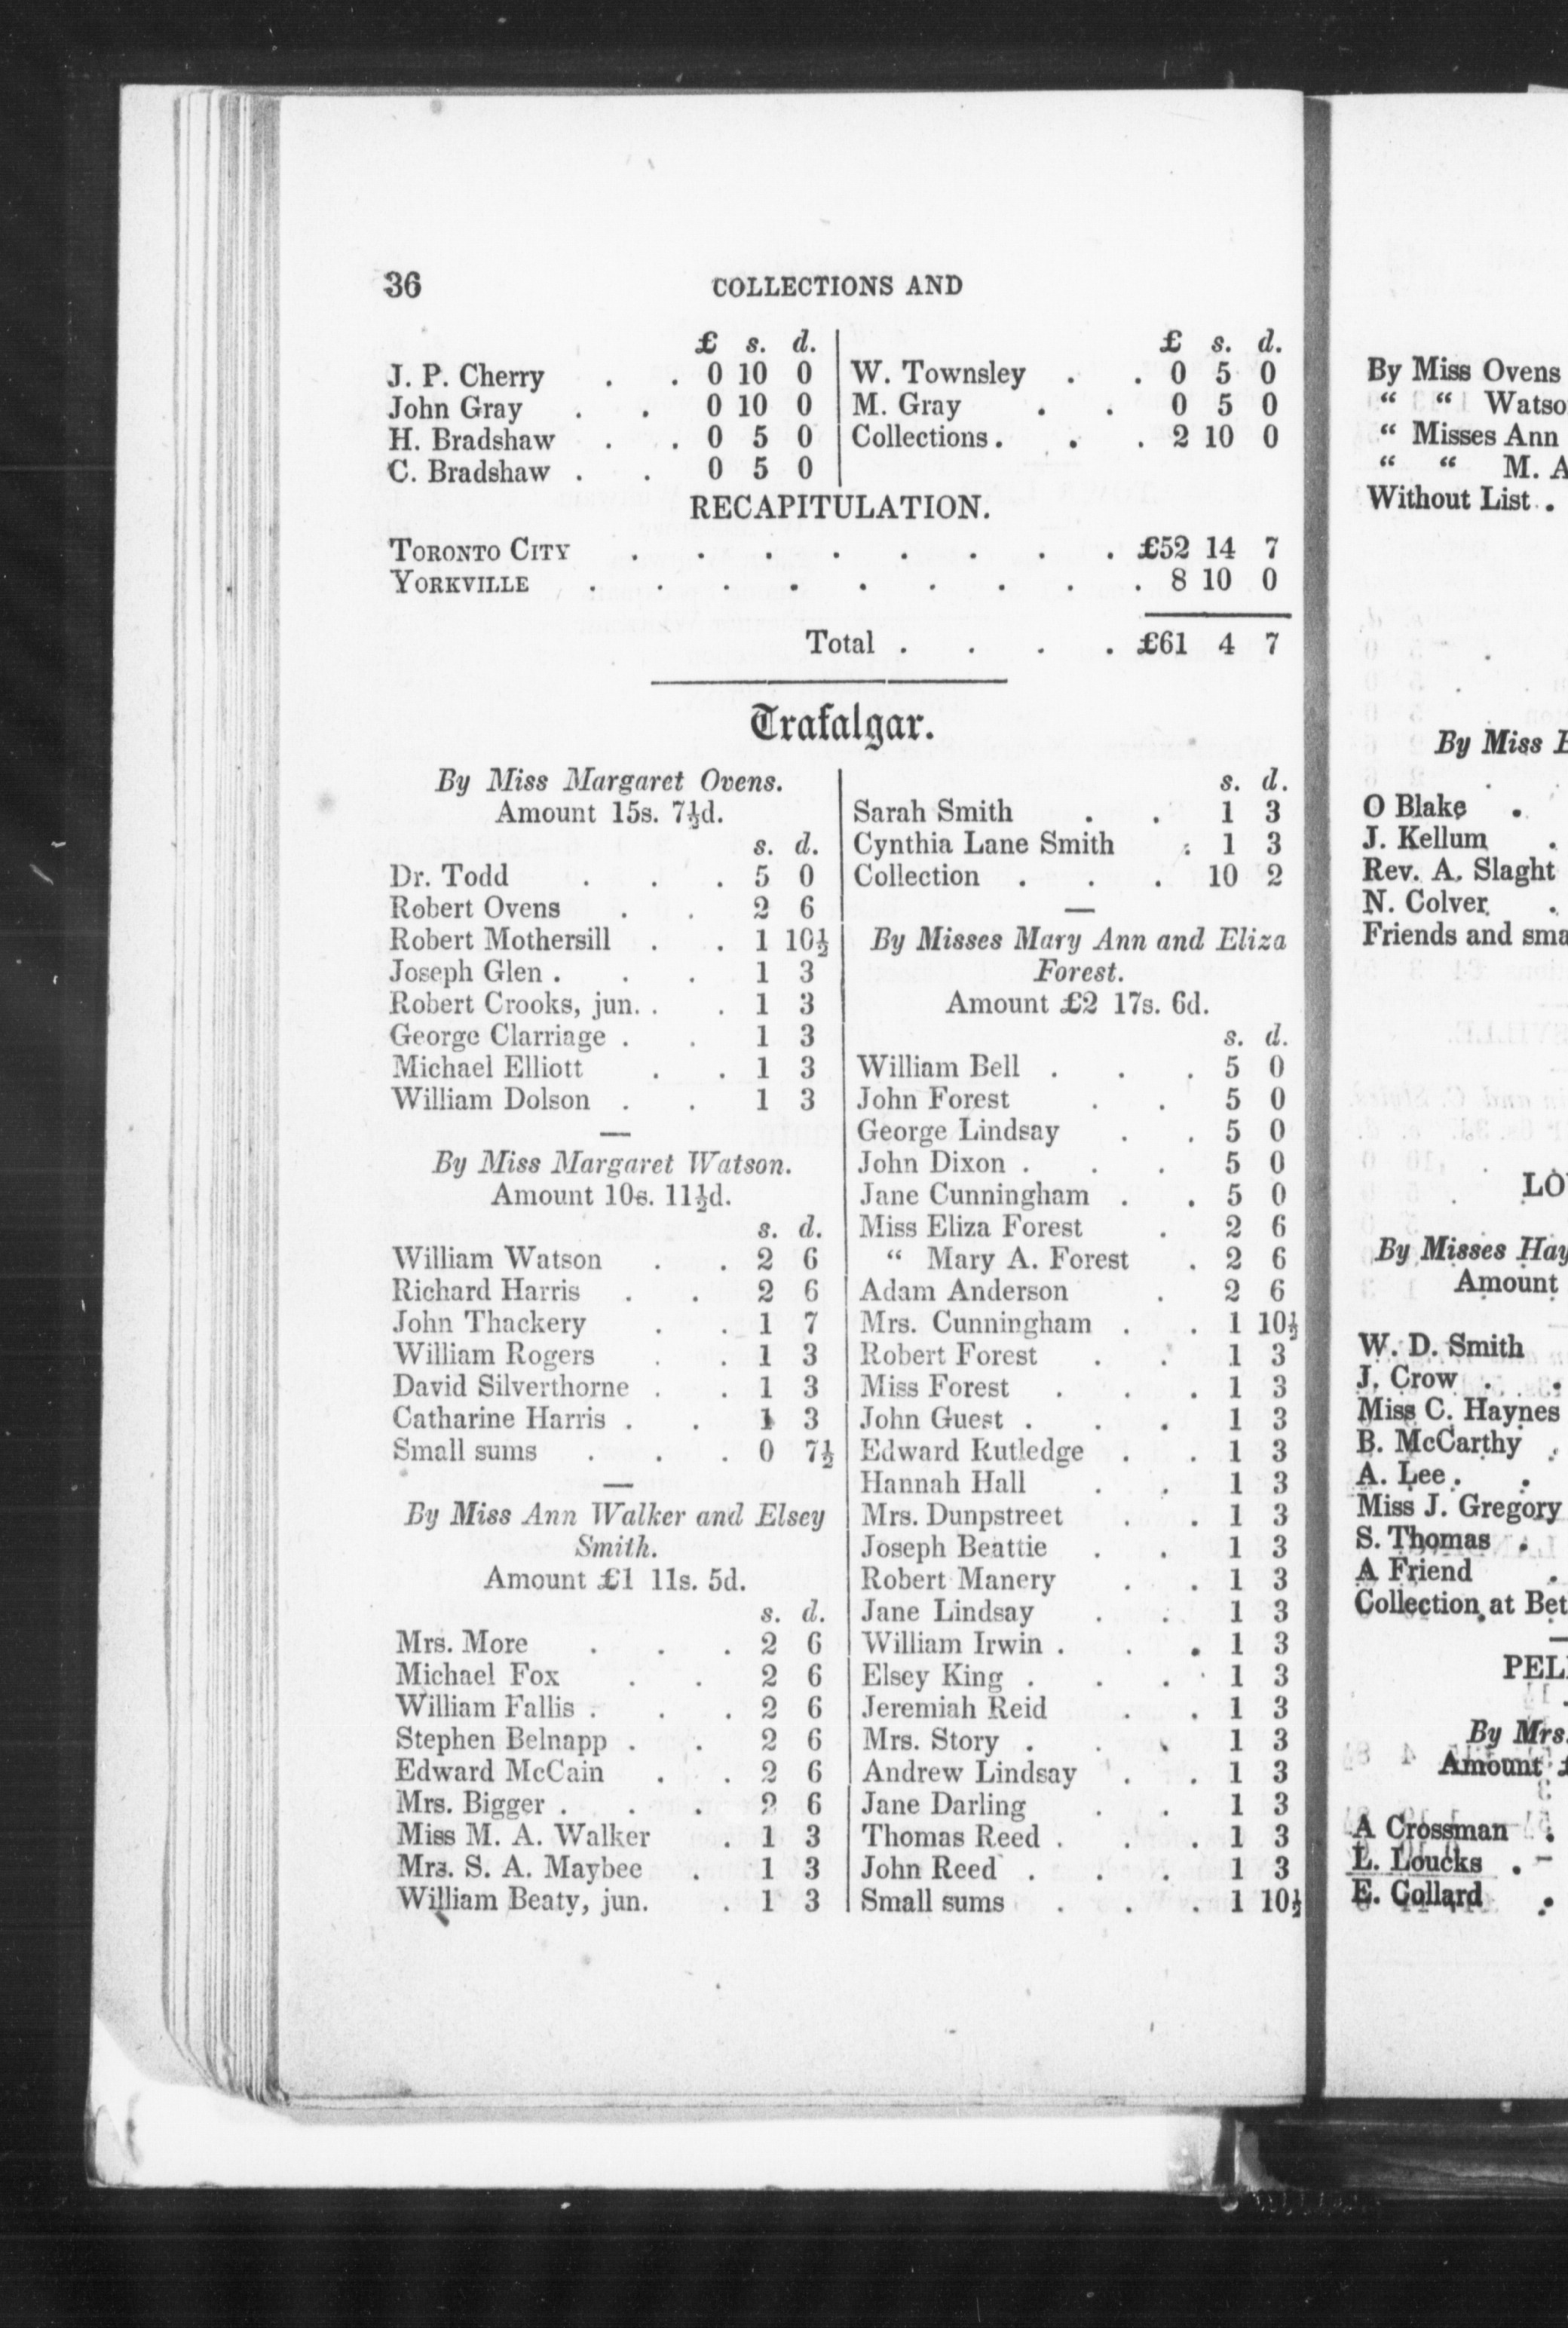 36 COLLECTIONS AND
£ s. d.
J. P. Cherry . . 0 10 0
John Gray . . 0 10 0
H. Bradshaw . . 0 5 0
C. Bradshaw . . 0 5 0
£ s. d.
W. Townsley . . 0 5 0
M. Gray . . 0 5 0
Collections . . . 2 10 0
RECAPITULATION.
TORONTO CITY . . . . . . . . £52 14 7
YORKVILLE . . . . . . . . . 8 10 0
Total . . . . £61 4 7
Trafalgar.
By Miss Margaret Ovens.
Amount 15s. 7½d.
s. d.
Dr. Todd . . . 5 0
Robert Ovens . . 2 6
Robert Mothersill . . 1 10½
Joseph Glen . . . 1 3
Robert Crooks, jun. . . 1 3
George Clarriage . . 1 3
Michael Elliott . . 1 3
William Dolson . . 1 3
By Miss Margaret Watson.
Amount 10s. 11½d.
s. d.
William Watson . . 2 6
Richard Harris . . 2 6
John Thackery . . 1 7
William Rogers . . 1 3
David Silverthorne . . 1 3
Catharine Harris . . 1 3
Small sums . . . 0 7½
By Miss Ann Walker and Elsey
Smith.
Amount £1 11s. 5d.
s. d.
Mrs. More . . . 2 6
Michael Fox . . 2 6
William Fallis . . . 2 6
Stephen Belnapp . . 2 6
Edward McCain . . 2 6
Mrs. Bigger . . . 2 6
Miss M. A. Walker . 1 3
Mrs. S. A. Maybee . 1 3
William Beaty, jun. . 1 3
s. d.
Sarah Smith . . 1 3
Cynthia Lane Smith . 1 3
Collection . . . 10 2
By Misses Mary Ann and Eliza
Forest.
Amount £2 17s. 6d.
s. d.
William Bell . . . 5 0
John Forest . . 5 0
George Lindsay . . 5 0
John Dixon . . . 5 0
Jane Cunningham . . 5 0
Miss Eliza Forest . 2 6
“ Mary A. Forest . 2 6
Adam Anderson . 2 6
Mrs. Cunningham . . 1 10½
Robert Forest . . 1 3
Miss Forest . . . 1 3
John Guest . . . 1 3
Edward Rutledge . . 1 3
Hannah Hall . . 1 3
Mrs. Dunpstreet . . 1 3
Joseph Beattie . . 1 3
Robert Manery . . 1 3
Jane Lindsay . . 1 3
William Irwin . . . 1 3
Elsey King . . . 1 3
Jeremiah Reid . . 1 3
Mrs. Story . . . 1 3
Andrew Lindsay . . 1 3
Jane Darling . . 1 3
Thomas Reed . . . 1 3
John Reed . . . 1 3
Small sums . . . 1 10½
By Miss Ovens
“ “ Watso
“ Misses Ann
“ “ M. A
Without List .
By Miss
O Blake .
J. Kellum .
Rev. A. Slaght
N. Colver .
Friends and sma
LO
By Misses Hay
Amount
W. D. Smith
J. Crow . .
Miss C. Haynes
B. McCarthy .
A. Lee . .
Miss J. Gregory
S. Thomas .
A Friend .
Collection at Bet
PEL
By Mrs.
Amount
A Crossman .
L. Loucks .
E. Collard .